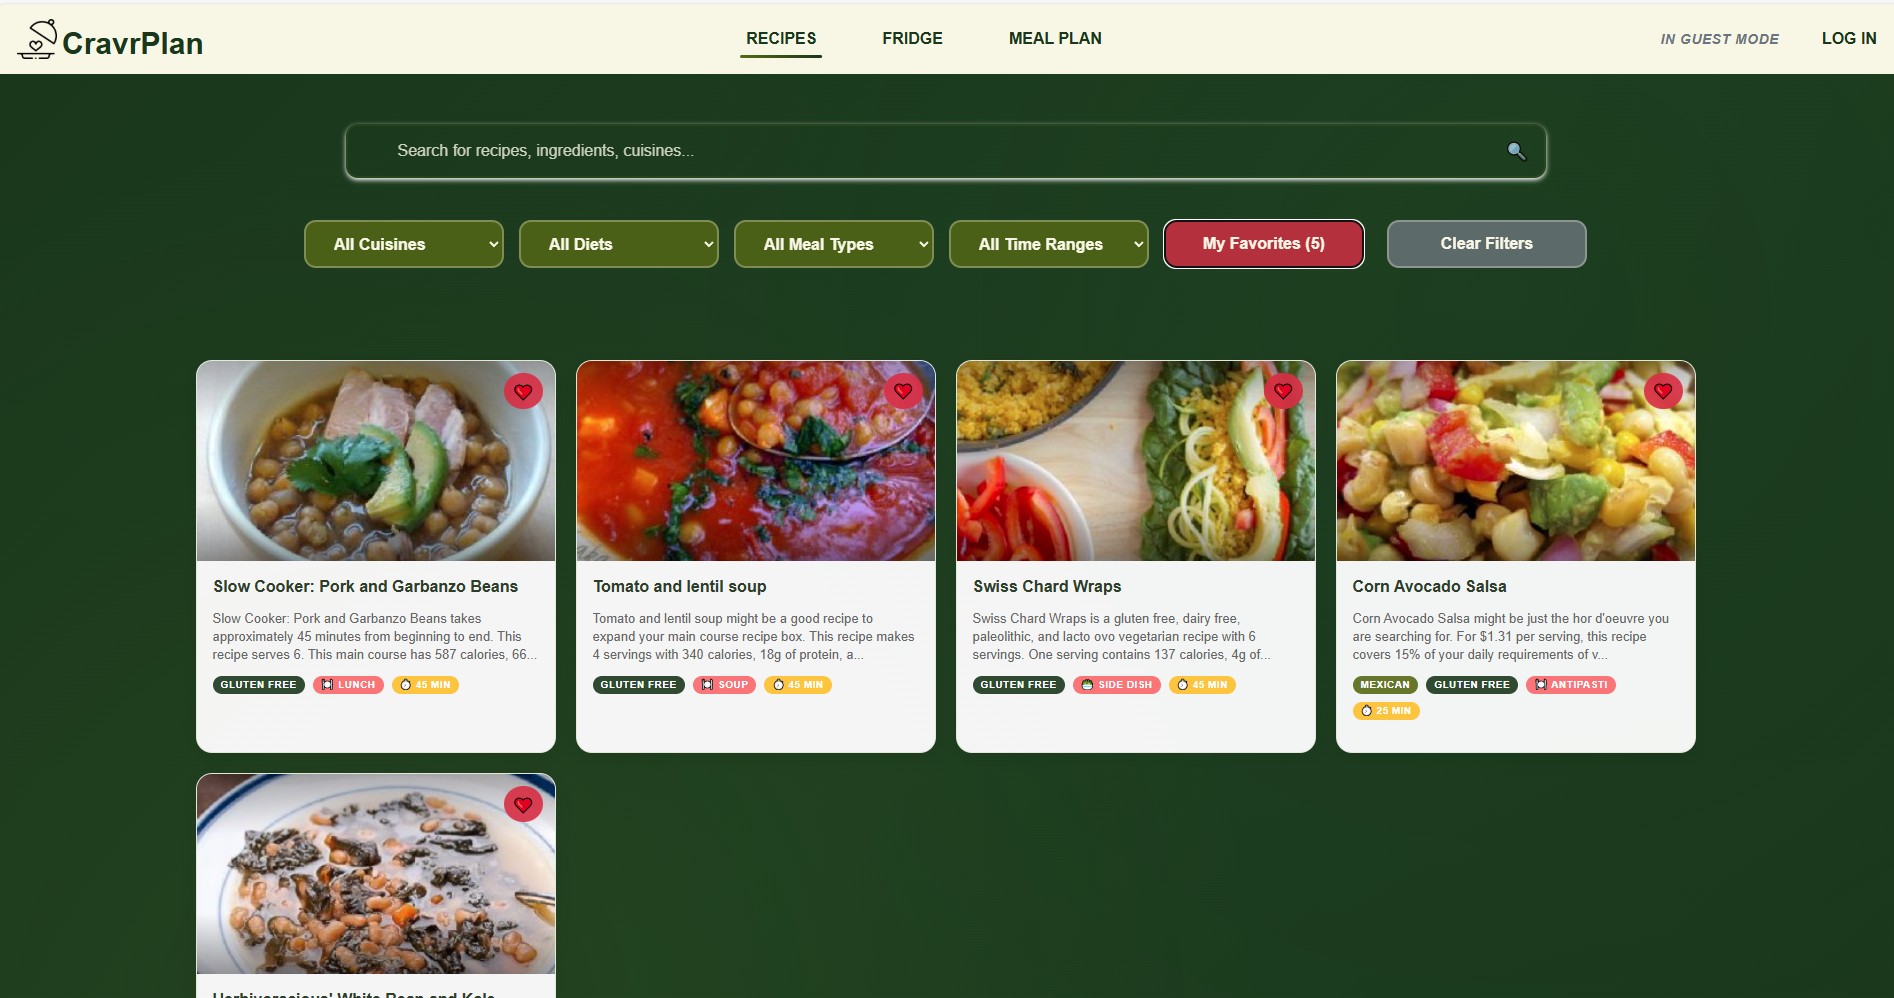 CravrPlan
RECIPES
FRIDGE
MEAL PLAN
IN GUEST MODE
LOG IN
Search for recipes, ingredients, cuisines...
All Cuisines
All Diets
All Meal Types
All Time Ranges
My Favorites (5)
Clear Filters
Slow Cooker: Pork and Garbanzo Beans
Slow Cooker: Pork and Garbanzo Beans takes
approximately 45 minutes from beginning to end. This
recipe serves 6. This main course has 587 calories, 66...
GLUTEN FREE
LUNCH
45 MIN
Tomato and lentil soup
Tomato and lentil soup might be a good recipe to
expand your main course recipe box. This recipe makes
4 servings with 340 calories, 18g of protein, a...
GLUTEN FREE
SOUP
45 MIN
Swiss Chard Wraps
Swiss Chard Wraps is a gluten free, dairy free,
paleolithic, and lacto ovo vegetarian recipe with 6
servings. One serving contains 137 calories, 4g of...
GLUTEN FREE
SIDE DISH
45 MIN
Corn Avocado Salsa
Corn Avocado Salsa might be just the hor d'oeuvre you
are searching for. For $1.31 per serving, this recipe
covers 15% of your daily requirements of v...
MEXICAN
GLUTEN FREE
ANTIPASTI
25 MIN
Herbivoracious' White Bean and Kale